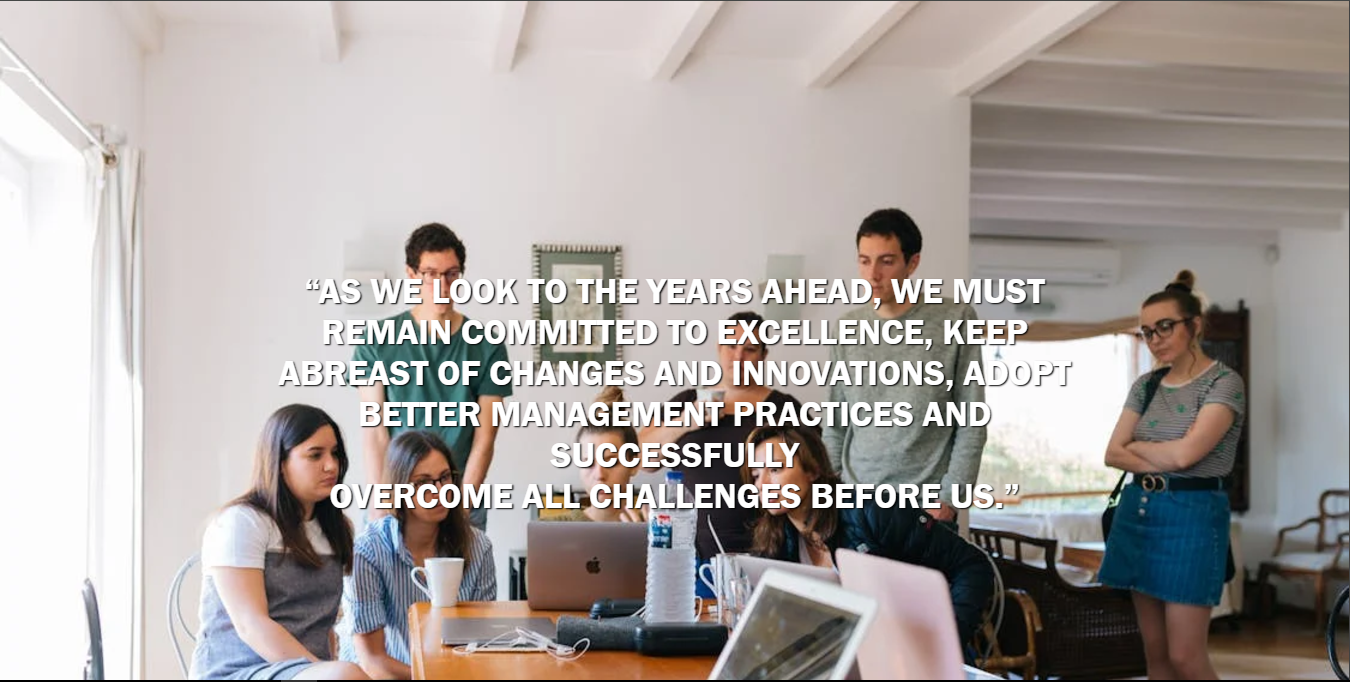 “AS WE LOOK TO THE YEARS AHEAD, WE MUST
REMAIN COMMITTED TO EXCELLENCE, KEEP
ABREAST OF CHANGES AND INNOVATIONS, ADOPT
BETTER MANAGEMENT PRACTICES AND
SUCCESSFULLY
OVERCOME ALL CHALLENGES BEFORE US.”